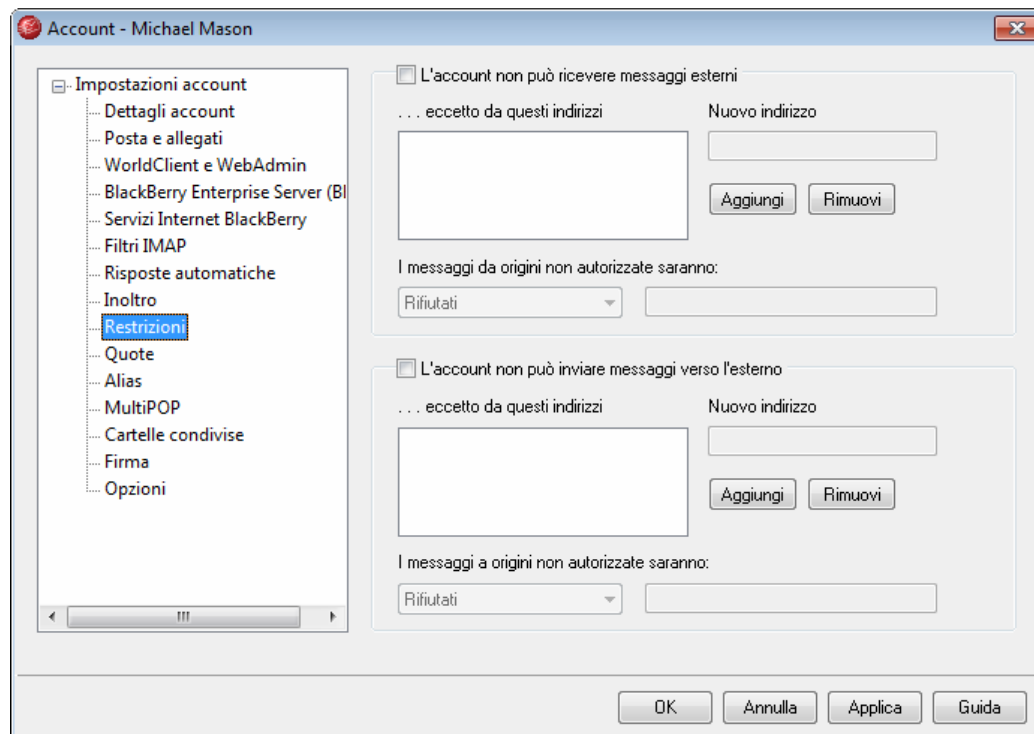 Account - Michael Mason
Impostazioni account
Dettagli account
Posta e allegati
WorldClient e WebAdmin
BlackBerry Enterprise Server (Bl
Servizi Internet BlackBerry
Filtri IMAP
Risposte automatiche
Inoltro
Restrizioni
Quote
Alias
MultiPOP
Cartelle condivise
Firma
Opzioni
L'account non può ricevere messaggi esterni
. . . eccetto da questi indirizzi
Nuovo indirizzo
Aggiungi
Rimuovi
I messaggi da origini non autorizzate saranno:
Rifiutati
L'account non può inviare messaggi verso l'esterno
. . . eccetto da questi indirizzi
Nuovo indirizzo
Aggiungi
Rimuovi
I messaggi a origini non autorizzate saranno:
Rifiutati
OK
Annulla
Applica
Guida